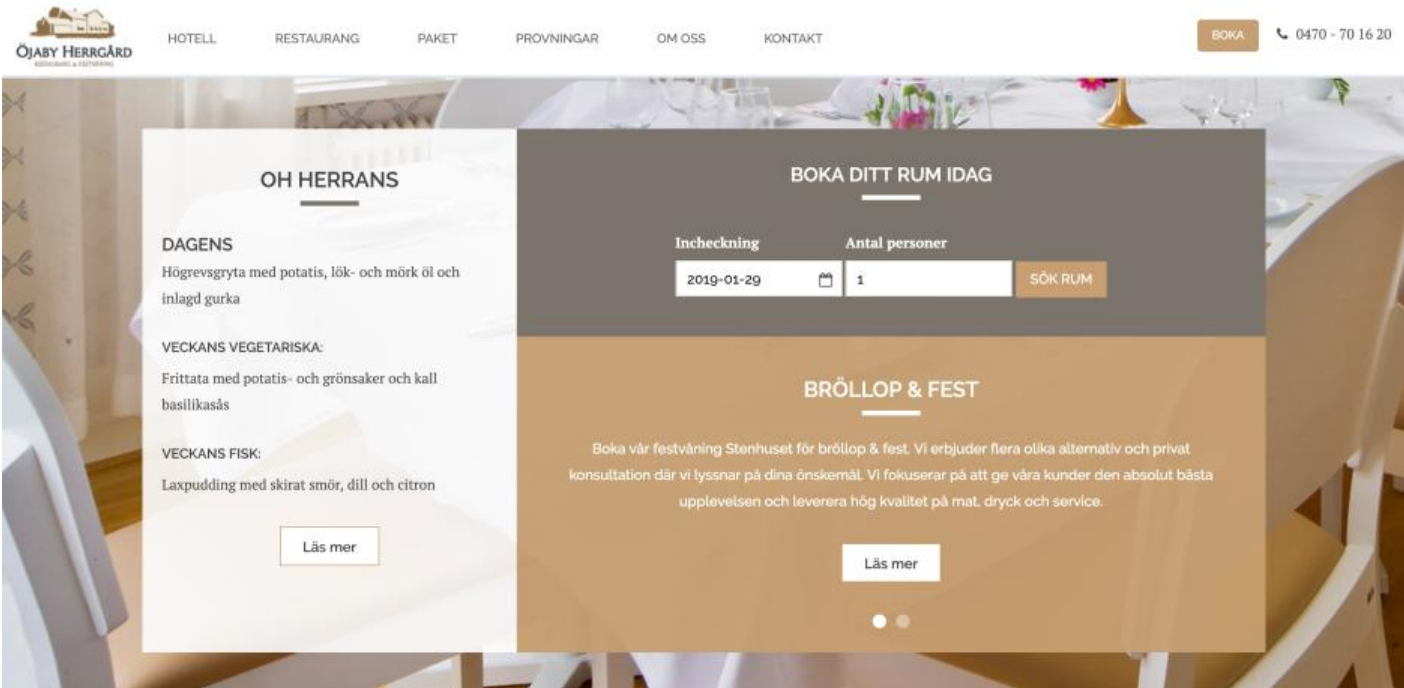 ÖJABY HERRGÅRD
HOTELL
RESTAURANG
PAKET
PROVNINGAR
OM OSS
KONTAKT
BOKA
0470 - 70 16 20
OH HERRANS
DAGENS
Högrevsgryta med potatis, lök- och mörk öl och
inlagd gurka
VECKANS VEGETARISKA:
Frittata med potatis- och grönsaker och kall
basilikasås
VECKANS FISK:
Laxpudding med skirat smör, dill och citron
Läs mer
BOKA DITT RUM IDAG
Incheckning
Antal personer
2019-01-29
1
SÖK RUM
BRÖLLOP & FEST
Boka vår festvåning Stenhuset för bröllop & fest. Vi erbjuder flera olika alternativ och privat
konsultation där vi lyssnar på dina önskemål. Vi fokuserar på att ge våra kunder den absolut bästa
upplevelsen och leverera hög kvalitet på mat, dryck och service.
Läs mer